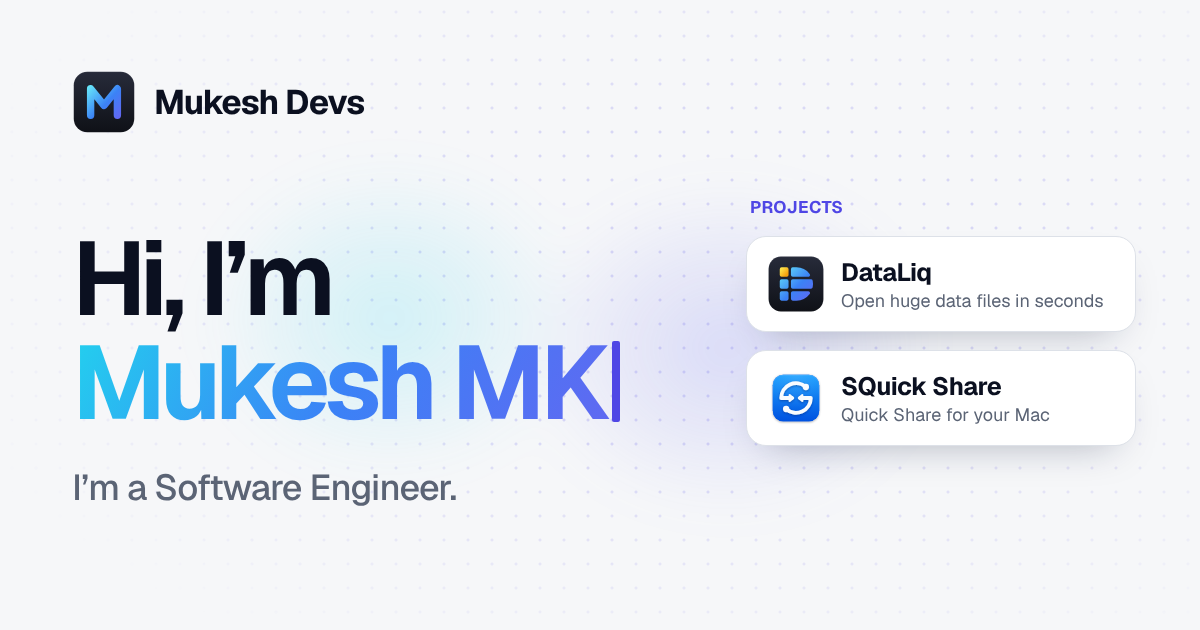 Mukesh Devs
Hi, I’m
Mukesh MK
I’m a Software Engineer.
PROJECTS
DataLiq
Open huge data files in seconds
SQuick Share
Quick Share for your Mac